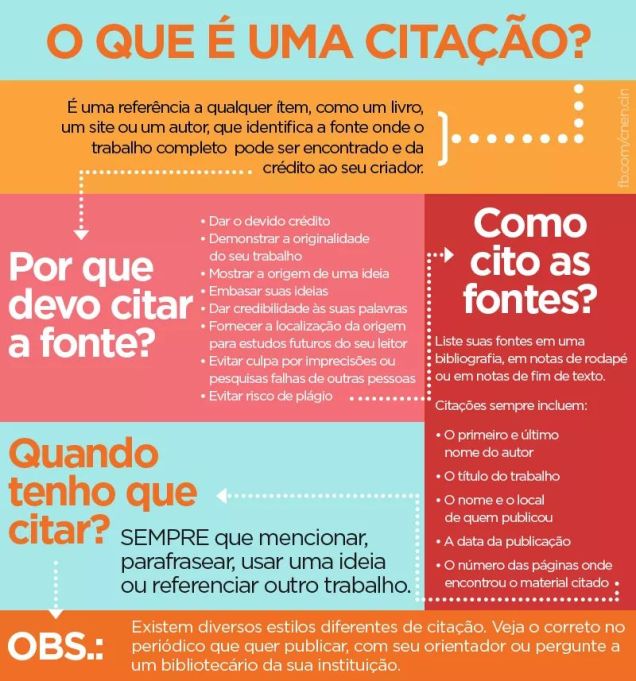 O QUE É UMA CITAÇÃO?
É uma referência a qualquer ítem, como um livro,
um site ou um autor, que identifica a fonte onde o
trabalho completo pode ser encontrado e da
crédito ao seu criador.
fb.com/cnen.cin
Por que
devo citar
a fonte?
• Dar o devido crédito
• Demonstrar a originalidade
do seu trabalho
• Mostrar a origem de uma ideia
• Embasar suas ideias
• Dar credibilidade às suas palavras
• Fornecer a localização da origem
para estudos futuros do seu leitor
• Evitar culpa por imprecisões ou
pesquisas falhas de outras pessoas
• Evitar risco de plágio
Como
cito as
fontes?
Liste suas fontes em uma
bibliografia, em notas de rodapé
ou em notas de fim de texto.
Citações sempre incluem:
• O primeiro e último
nome do autor
• O título do trabalho
• O nome e o local
de quem publicou
• A data da publicação
• O número das páginas onde
encontrou o material citado
Quando
tenho que
citar?
SEMPRE que mencionar,
parafrasear, usar uma ideia
ou referenciar outro trabalho.
OBS.:
Existem diversos estilos diferentes de citação. Veja o correto no
periódico que quer publicar, com seu orientador ou pergunte a
um bibliotecário da sua instituição.